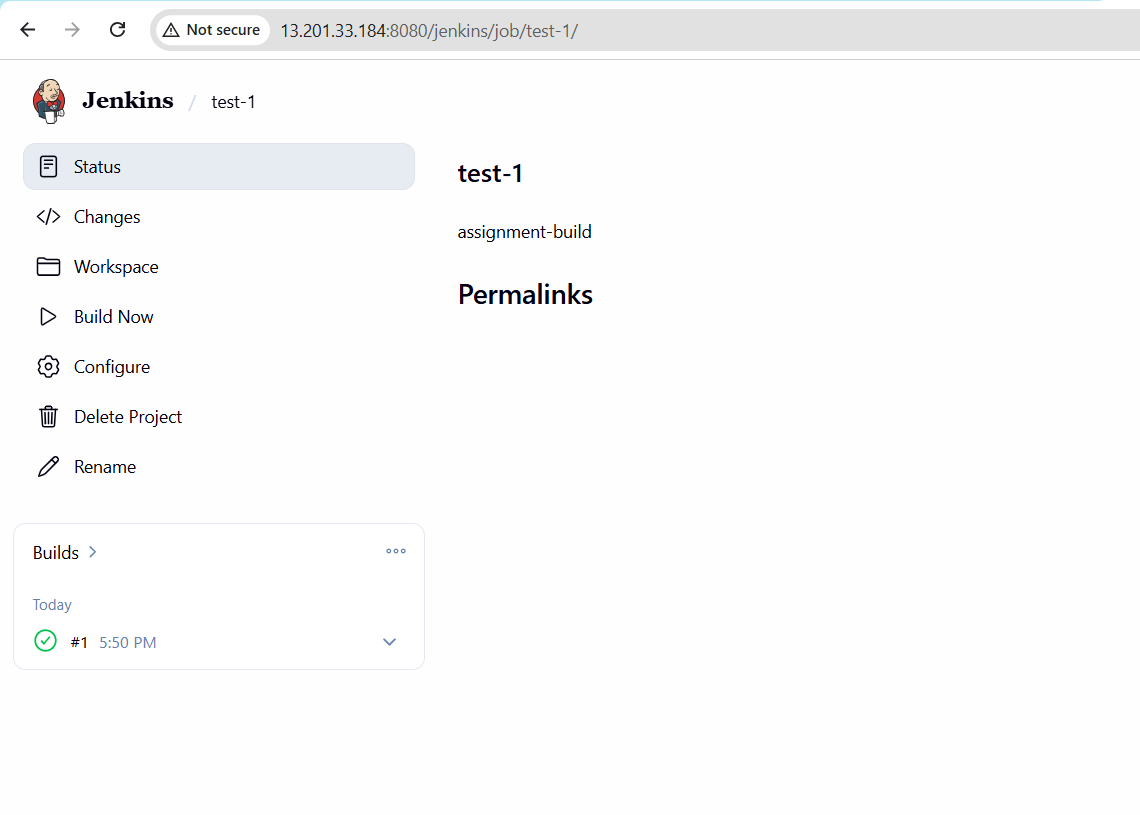 Not secure 13.201.33.184:8080/jenkins/job/test-1/
Jenkins / test-1
Status
Changes
Workspace
Build Now
Configure
Delete Project
Rename
Builds
Today
#1 5:50 PM
test-1
assignment-build
Permalinks